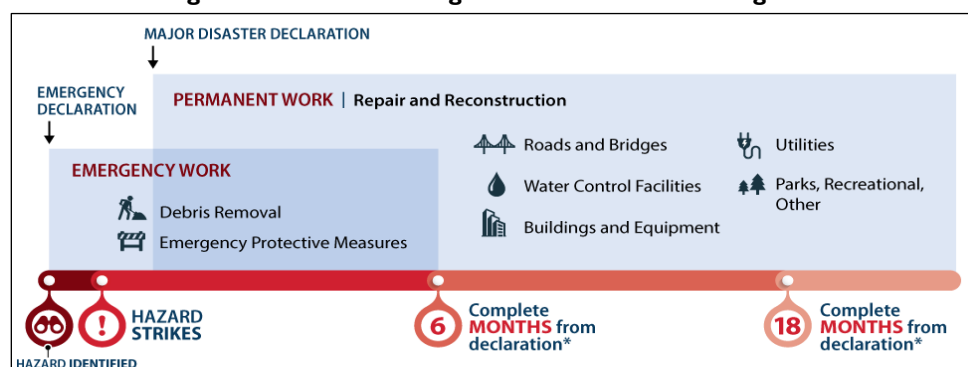 MAJOR DISASTER DECLARATION
EMERGENCY
DECLARATION
PERMANENT WORK | Repair and Reconstruction
EMERGENCY WORK
Debris Removal
Emergency Protective Measures
Roads and Bridges
Water Control Facilities
Buildings and Equipment
Utilities
Parks, Recreational,
Other
!
HAZARD
STRIKES
6
Complete
MONTHS from
declaration*
18
Complete
MONTHS from
declaration*
HAZARD IDENTIFIED